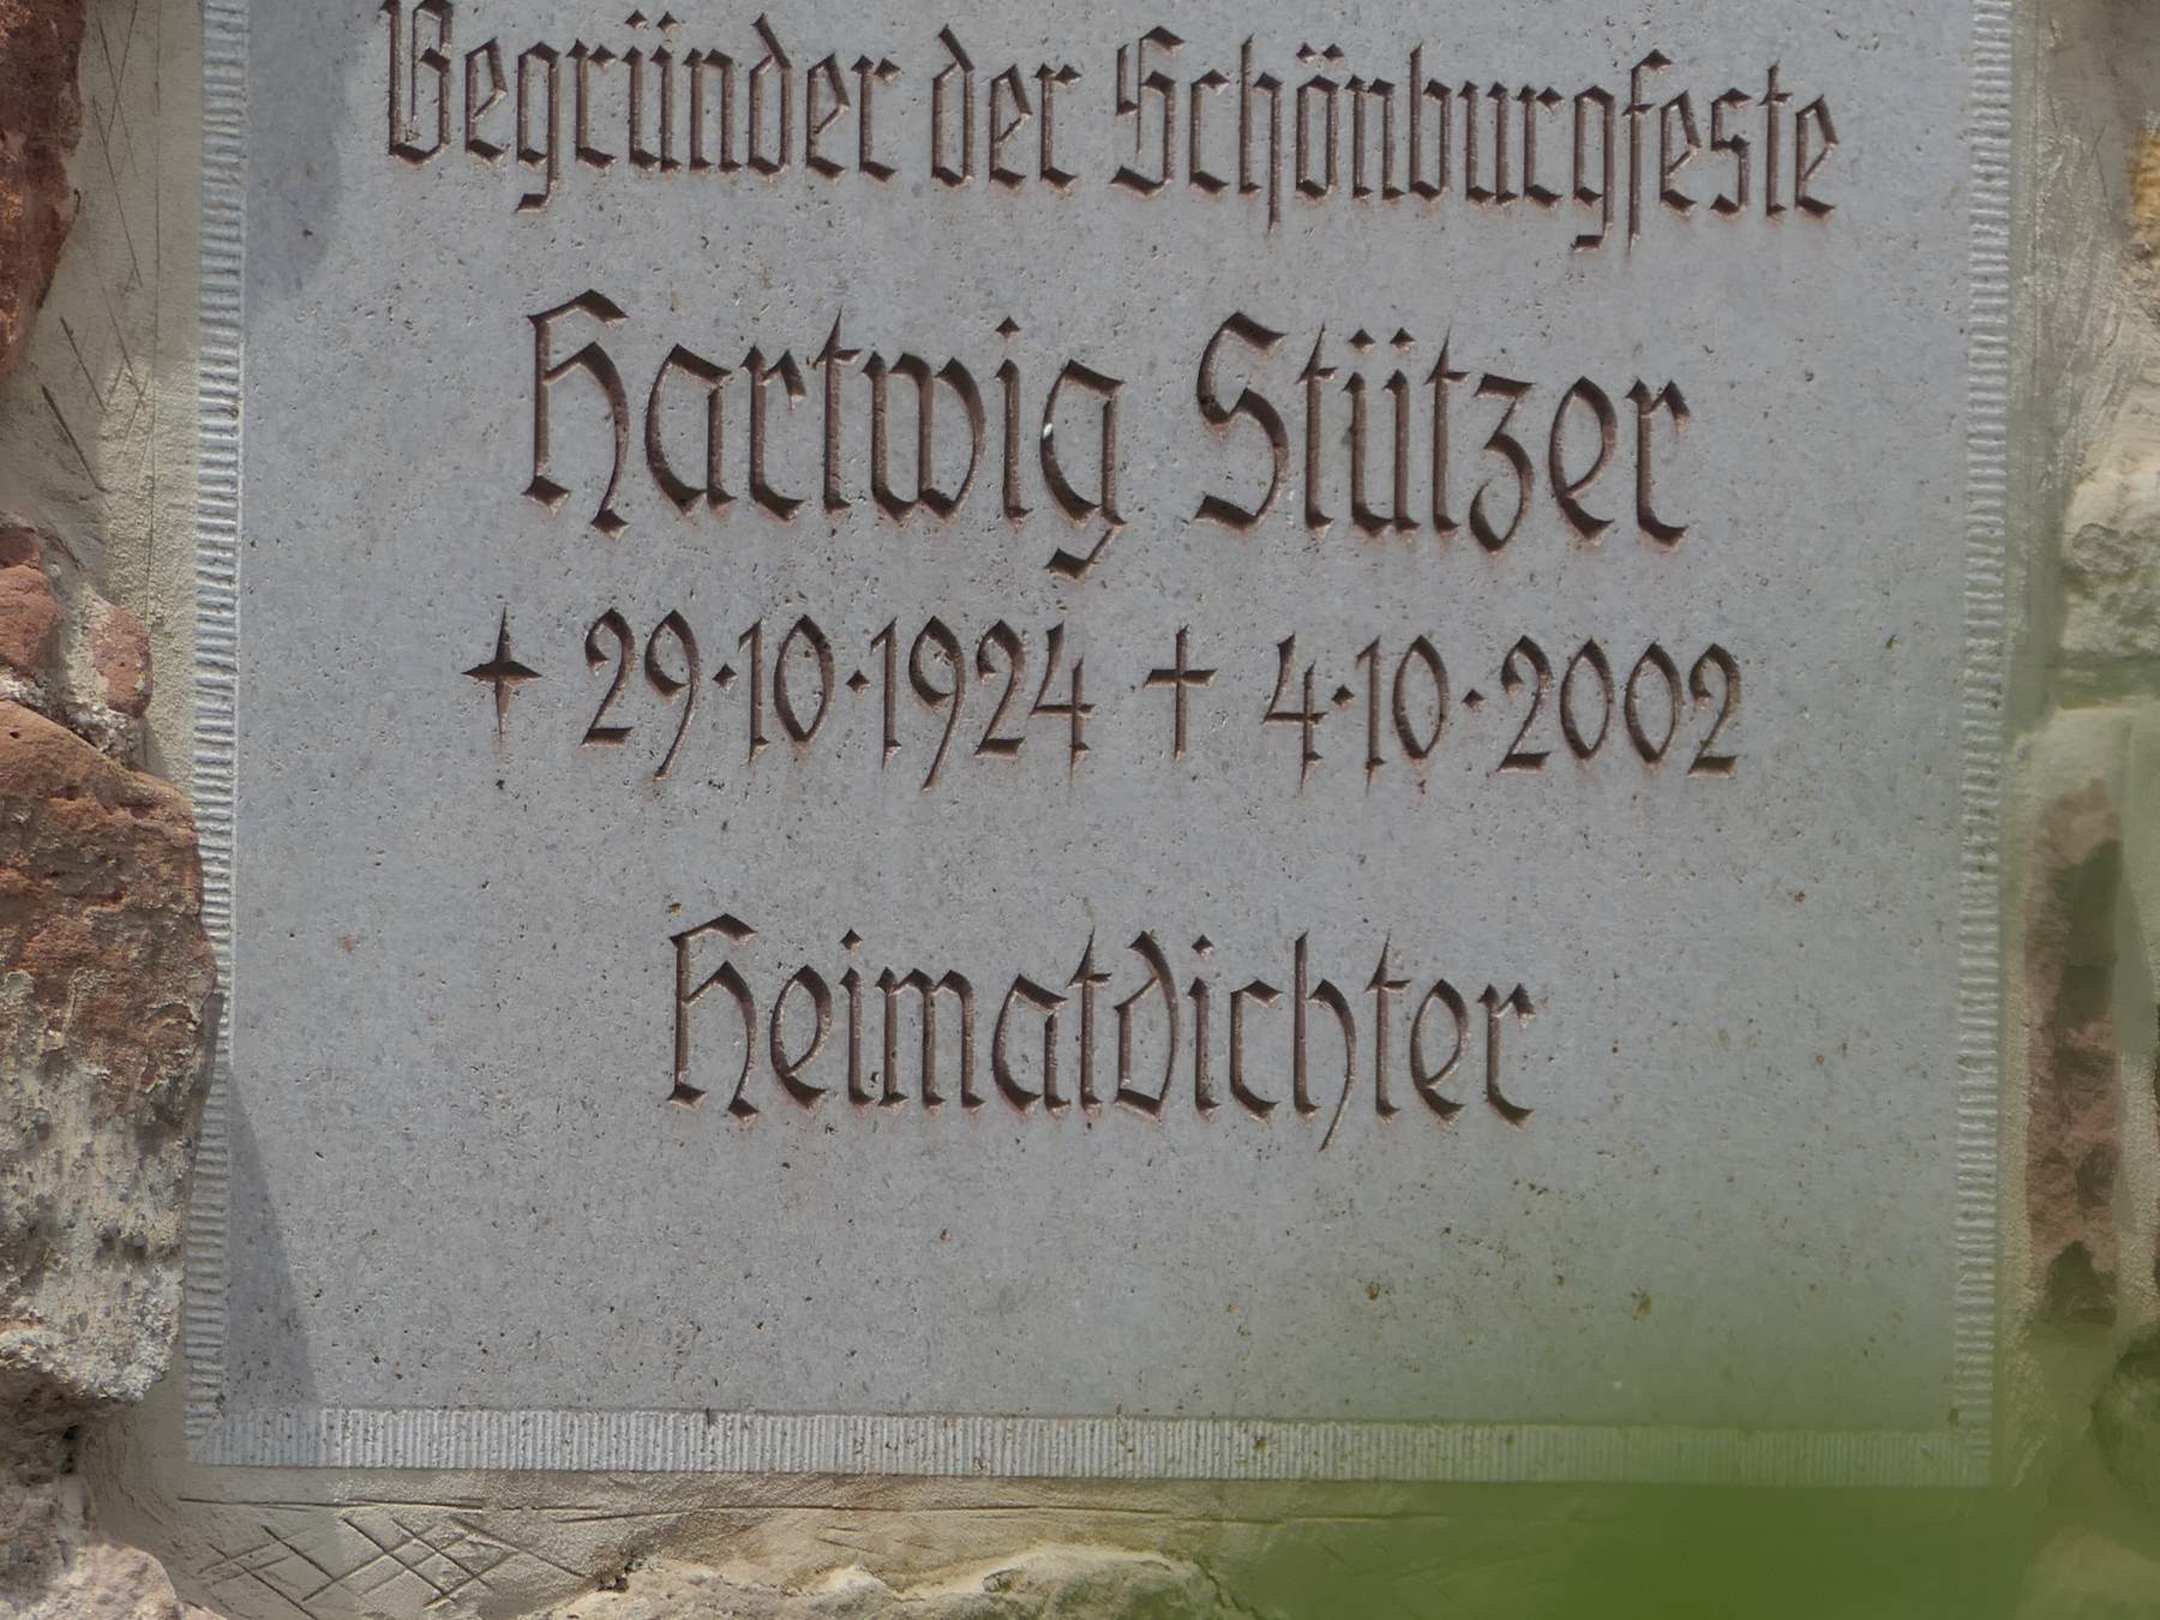 Begründer der Schönburgfeste
Hartwig Stützer
✦ 29·10·1924 † 4·10·2002
Heimatdichter